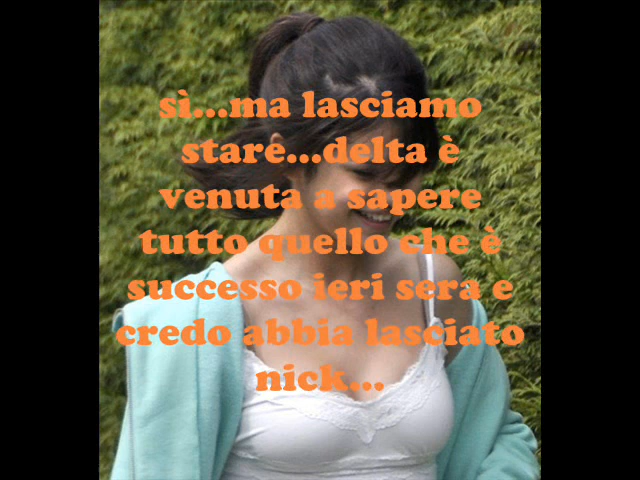 sì...ma lasciamo
stare...delta è
venuta a sapere
tutto quello che è
successo ieri sera e
credo abbia lasciato
nick...